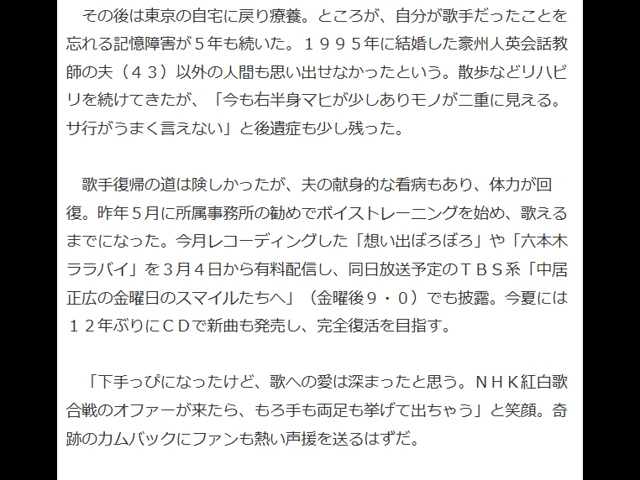 その後は東京の自宅に戻り療養。ところが、自分が歌手だったことを
忘れる記憶障害が５年も続いた。１９９５年に結婚した豪州人英会話教
師の夫（４３）以外の人間も思い出せなかったという。散歩などリハビ
リを続けてきたが、「今も右半身マヒが少しありモノが二重に見える。
サ行がうまく言えない」と後遺症も少し残った。
歌手復帰の道は険しかったが、夫の献身的な看病もあり、体力が回
復。昨年５月に所属事務所の勧めでボイストレーニングを始め、歌える
までになった。今月レコーディングした「想い出ぼろぼろ」や「六本木
ララバイ」を３月４日から有料配信し、同日放送予定のＴＢＳ系「中居
正広の金曜日のスマイルたちへ」（金曜後９・０）でも披露。今夏には
１２年ぶりにＣＤで新曲も発売し、完全復活を目指す。
「下手っぴになったけど、歌への愛は深まったと思う。ＮＨＫ紅白歌
合戦のオファーが来たら、もろ手も両足も挙げて出ちゃう」と笑顔。奇
跡のカムバックにファンも熱い声援を送るはずだ。